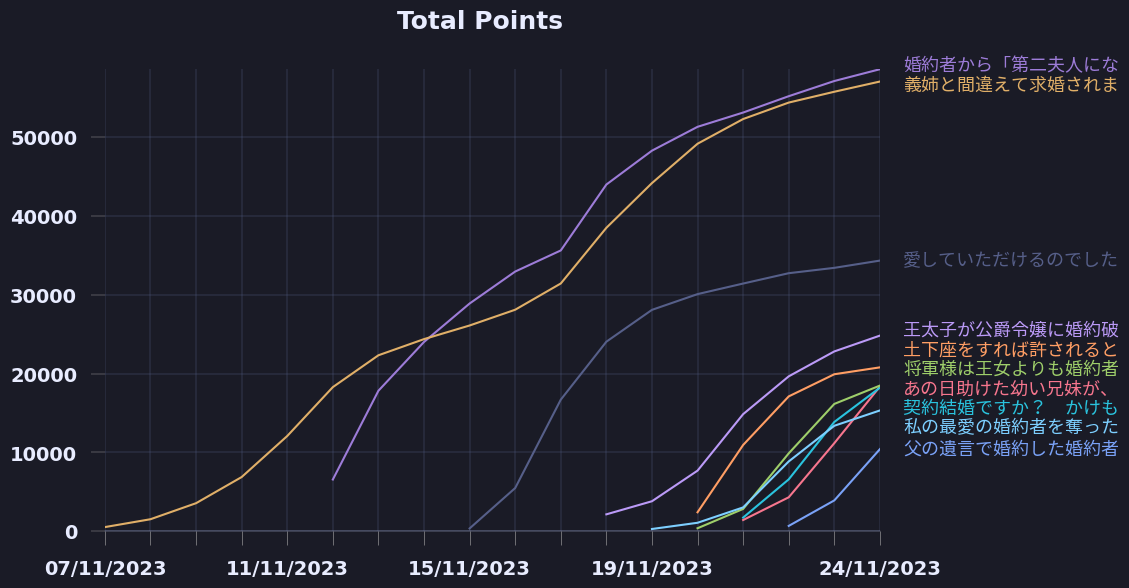 Total Points
婚約者から「第二夫人にな
義姉と間違えて求婚されま
50000
40000
愛していただけるのでした
30000
王太子が公爵令嬢に婚約破
土下座をすれば許されると
20000
将軍様は王女よりも婚約者
あの日助けた幼い兄妹が、
契約結婚ですか？　かけも
私の最愛の婚約者を奪った
10000
父の遺言で婚約した婚約者
0
07/11/2023 11/11/2023 15/11/2023 19/11/2023 24/11/2023